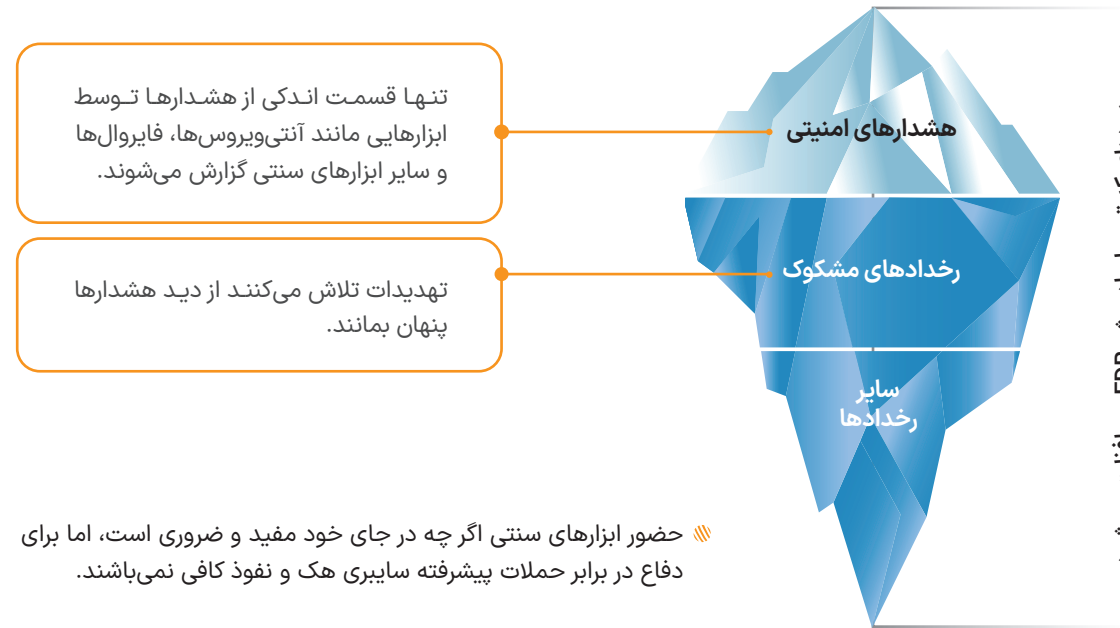 تنها قسمت اندکی از هشدارها توسط
ابزارهایی مانند آنتی‌ویروس‌ها، فایروال‌ها
و سایر ابزارهای سنتی گزارش می‌شوند.
هشدارهای امنیتی
تهدیدات تلاش می‌کنند از دید هشدارها
پنهان بمانند.
رخدادهای مشکوک
سایر
رخدادها
حضور ابزارهای سنتی اگر چه در جای خود مفید و ضروری است، اما برای
دفاع در برابر حملات پیشرفته سایبری هک و نفوذ کافی نمی‌باشند.
EDR